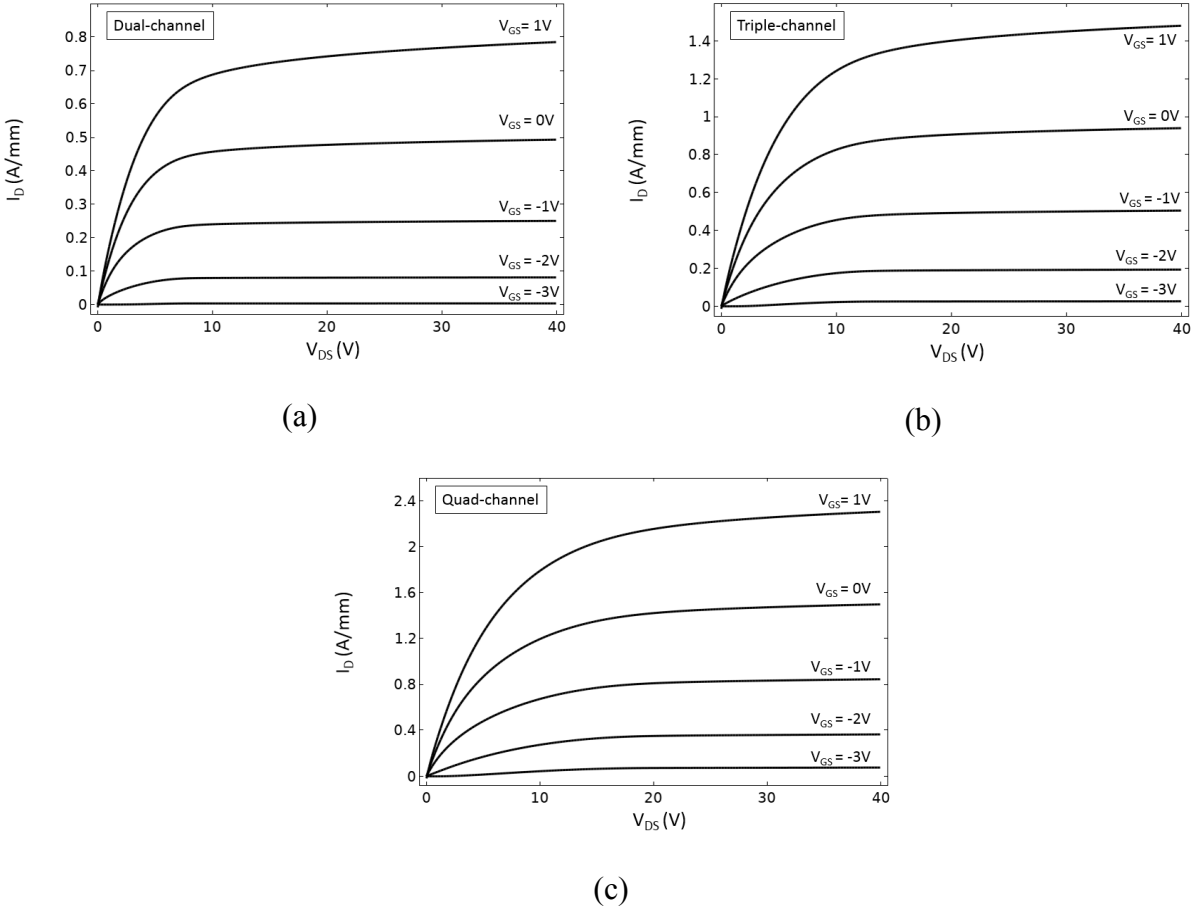 Dual-channel
V_GS = 1V
V_GS = 0V
V_GS = -1V
V_GS = -2V
V_GS = -3V
0.8
0.7
0.6
0.5
0.4
0.3
0.2
0.1
0
0 10 20 30 40
I_D (A/mm)
V_DS (V)
(a)
Triple-channel
V_GS = 1V
V_GS = 0V
V_GS = -1V
V_GS = -2V
V_GS = -3V
1.4
1.2
1
0.8
0.6
0.4
0.2
0
0 10 20 30 40
I_D (A/mm)
V_DS (V)
(b)
Quad-channel
V_GS = 1V
V_GS = 0V
V_GS = -1V
V_GS = -2V
V_GS = -3V
2.4
2
1.6
1.2
0.8
0.4
0
0 10 20 30 40
I_D (A/mm)
V_DS (V)
(c)